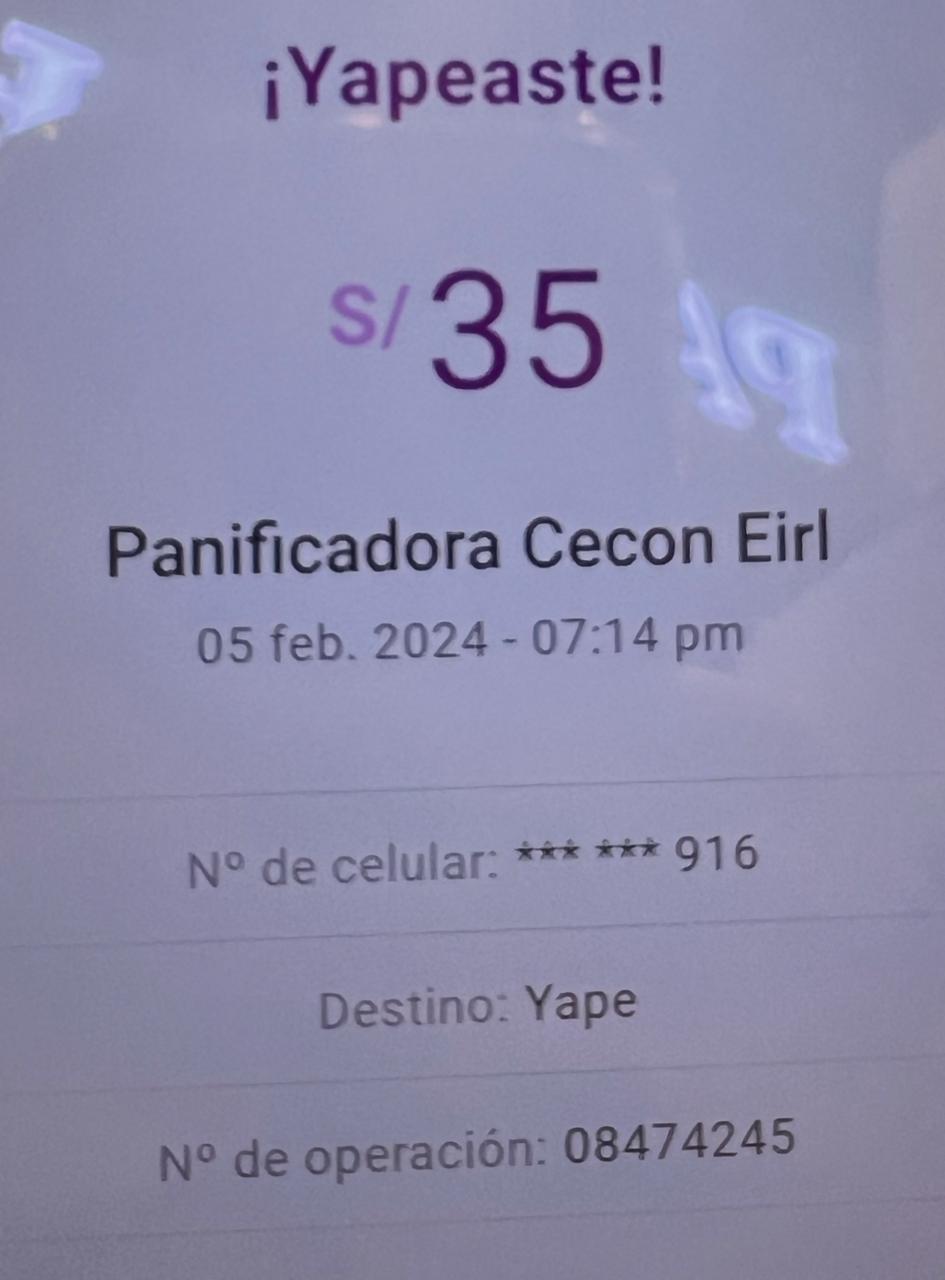 ¡Yapeaste!
S/ 35
Panificadora Cecon Eirl
05 feb. 2024 - 07:14 pm
Nº de celular: *** *** 916
Destino: Yape
Nº de operación: 08474245